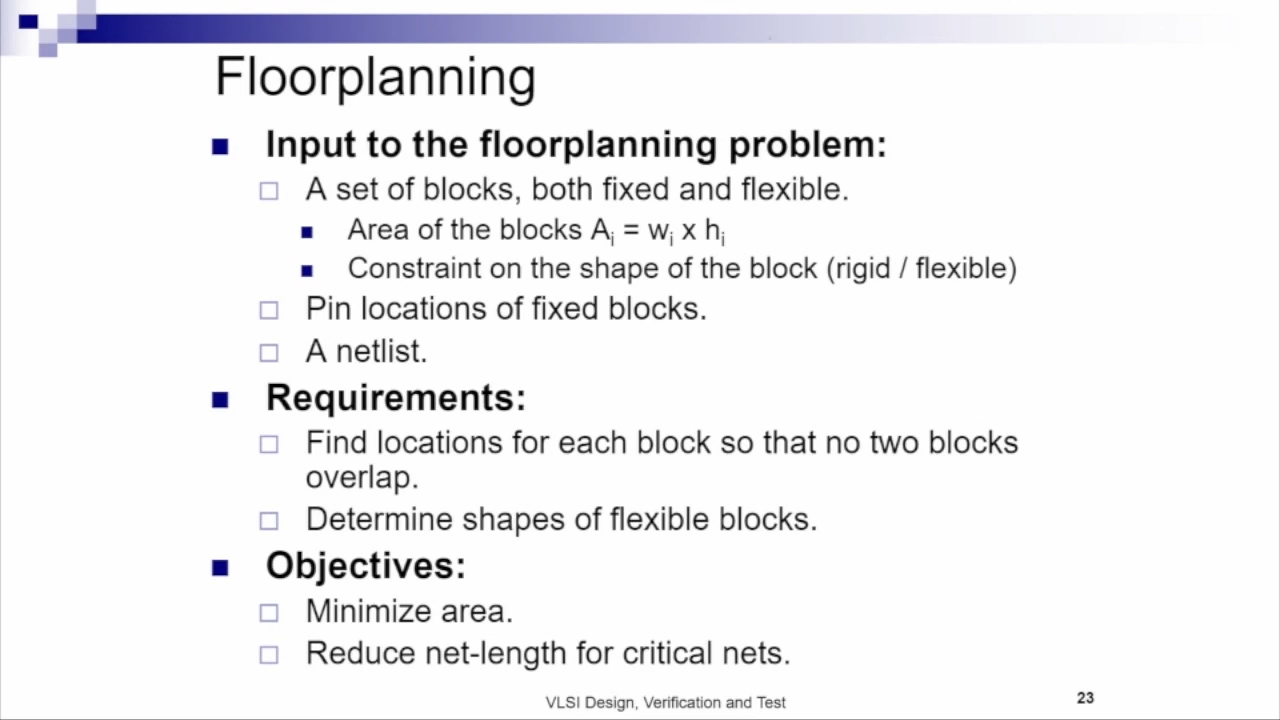 Floorplanning
Input to the floorplanning problem:
A set of blocks, both fixed and flexible.
Area of the blocks Ai = wi x hi
Constraint on the shape of the block (rigid / flexible)
Pin locations of fixed blocks.
A netlist.
Requirements:
Find locations for each block so that no two blocks
overlap.
Determine shapes of flexible blocks.
Objectives:
Minimize area.
Reduce net-length for critical nets.
VLSI Design, Verification and Test
23